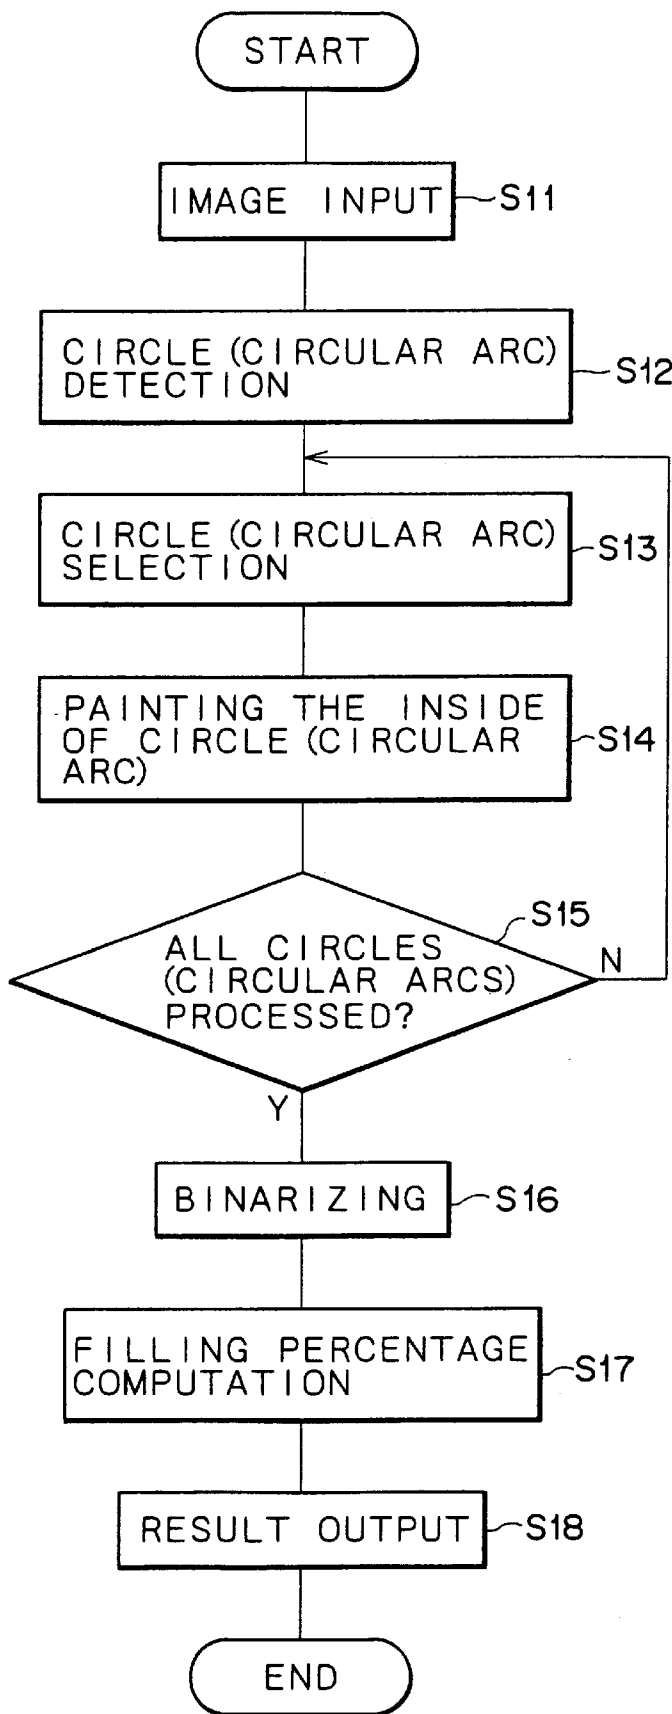 START
IMAGE INPUT
S11
CIRCLE (CIRCULAR ARC)
DETECTION
S12
CIRCLE (CIRCULAR ARC)
SELECTION
S13
PAINTING THE INSIDE
OF CIRCLE (CIRCULAR
ARC)
S14
S15
ALL CIRCLES
(CIRCULAR ARCS)
PROCESSED?
N
Y
BINARIZING
S16
FILLING PERCENTAGE
COMPUTATION
S17
RESULT OUTPUT
S18
END